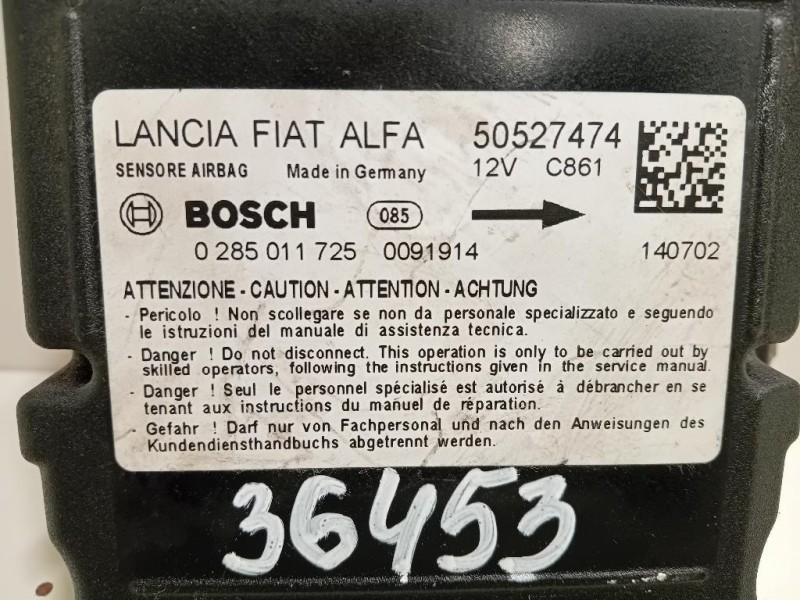 LANCIA FIAT ALFA 50527474
SENSORE AIRBAG Made in Germany 12V C861
BOSCH 085
0 285 011 725 0091914 140702
ATTENZIONE - CAUTION - ATTENTION - ACHTUNG
- Pericolo ! Non scollegare se non da personale specializzato e seguendo
le istruzioni del manuale di assistenza tecnica.
- Danger ! Do not disconnect. This operation is only to be carried out by
skilled operators, following the instructions given in the service manual.
- Danger ! Seul le personnel spécialisé est autorisé à débrancher en se
tenant aux instructions du manuel de réparation.
- Gefahr ! Darf nur von Fachpersonal und nach den Anweisungen des
Kundendiensthandbuchs abgetrennt werden.
36453